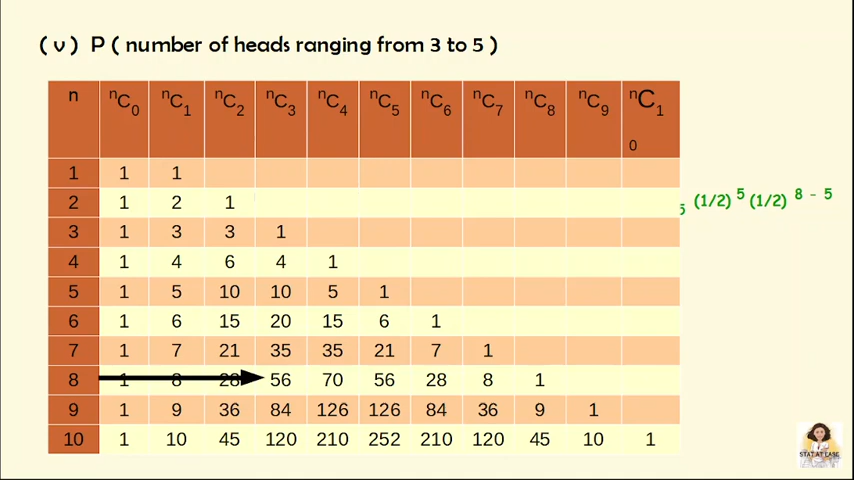 ( v ) P ( number of heads ranging from 3 to 5 )
n nC0 nC1 nC2 nC3 nC4 nC5 nC6 nC7 nC8 nC9 nC10
1 1 1
2 1 2 1
5 (1/2) 5 (1/2) 8 - 5
3 1 3 3 1
4 1 4 6 4 1
5 1 5 10 10 5 1
6 1 6 15 20 15 6 1
7 1 7 21 35 35 21 7 1
8 1 8 28 56 70 56 28 8 1
9 1 9 36 84 126 126 84 36 9 1
10 1 10 45 120 210 252 210 120 45 10 1
STAT AT EASE